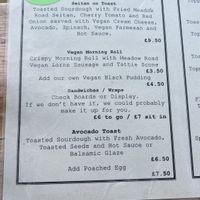 Seitan on Toast
Toasted Sourdough with Fried Meadow
Road Seitan, Cherry Tomato and Red
Onion served with Vegan Cream Cheese,
Avocado, Spinach, Vegan Parmesan and
Hot Sauce.
£9.50
Vegan Morning Roll
Crispy Morning Roll with Meadow Road
Vegan Lorne Sausage and Tattie Scone
£3.50
Add our own Vegan Black Pudding
£4.50
Sandwiches / Wraps
Check Boards or Display.
If we don't have it, we could probably
make it up for you.
£6 to go / £7 sit in
Avocado Toast
Toasted Sourdough with Fresh Avocado,
Toasted Seeds and Hot Sauce or
Balsamic Glaze
£6.50
Add Poached Egg
£7.50